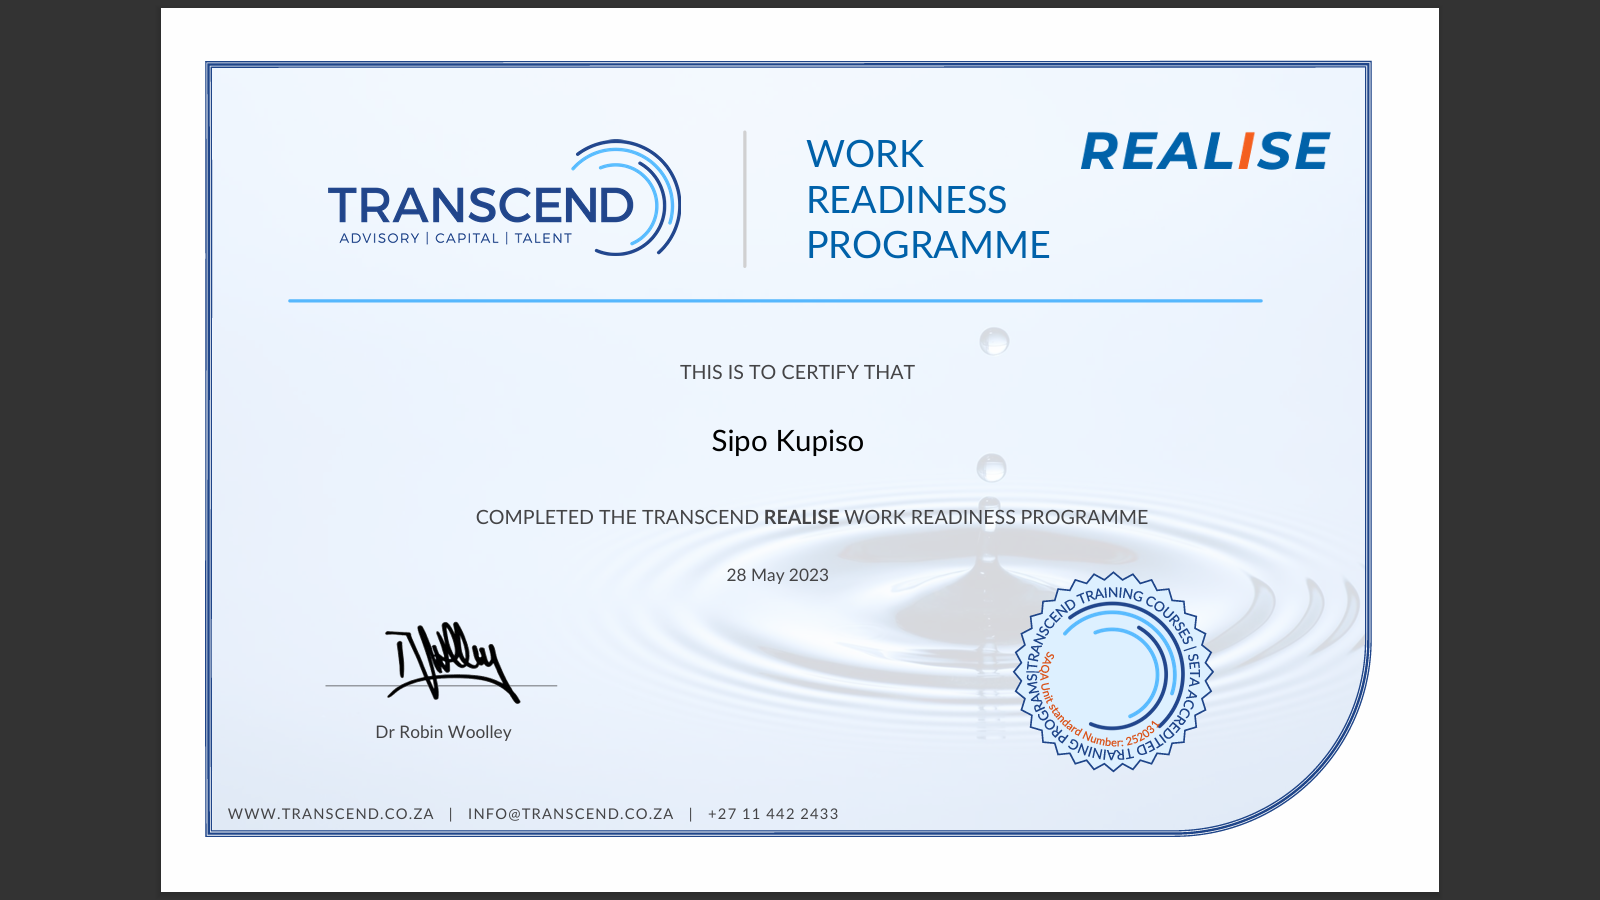 TRANSCEND
ADVISORY | CAPITAL | TALENT
WORK
READINESS
PROGRAMME
REALISE
THIS IS TO CERTIFY THAT
Sipo Kupiso
COMPLETED THE TRANSCEND REALISE WORK READINESS PROGRAMME
28 May 2023
Dr Robin Woolley
TRANSCEND TRAINING COURSES | SETA ACCREDITED TRAINING PROGRAMS|
SAQA Unit standard Number: 252031
WWW.TRANSCEND.CO.ZA | INFO@TRANSCEND.CO.ZA | +27 11 442 2433